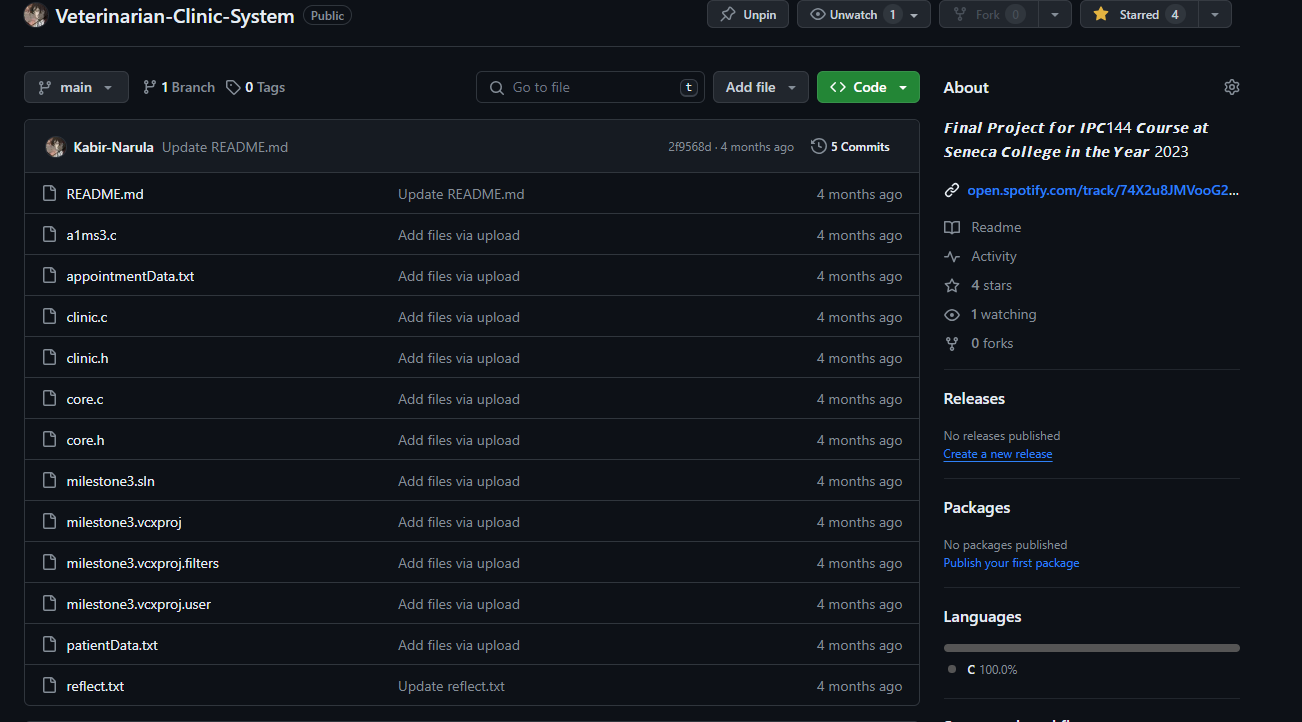 Veterinarian-Clinic-System Public Unpin Unwatch 1 Fork 0 Starred 4
main 1 Branch 0 Tags Go to file t Add file Code
Kabir-Narula Update README.md 2f9568d · 4 months ago 5 Commits
README.md Update README.md 4 months ago
a1ms3.c Add files via upload 4 months ago
appointmentData.txt Add files via upload 4 months ago
clinic.c Add files via upload 4 months ago
clinic.h Add files via upload 4 months ago
core.c Add files via upload 4 months ago
core.h Add files via upload 4 months ago
milestone3.sln Add files via upload 4 months ago
milestone3.vcxproj Add files via upload 4 months ago
milestone3.vcxproj.filters Add files via upload 4 months ago
milestone3.vcxproj.user Add files via upload 4 months ago
patientData.txt Add files via upload 4 months ago
reflect.txt Update reflect.txt 4 months ago
About
Final Project for IPC144 Course at
Seneca College in the Year 2023
open.spotify.com/track/74X2u8JMVooG2...
Readme
Activity
4 stars
1 watching
0 forks
Releases
No releases published
Create a new release
Packages
No packages published
Publish your first package
Languages
C 100.0%